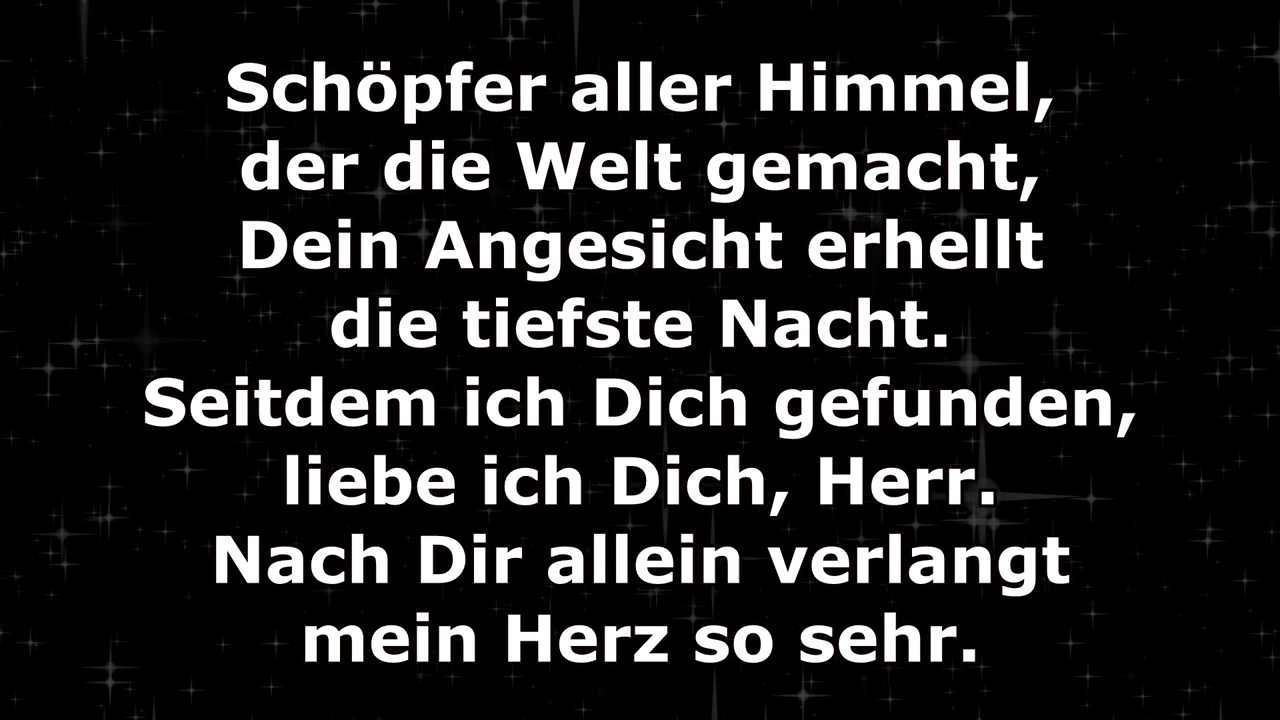 Schöpfer aller Himmel,
der die Welt gemacht,
Dein Angesicht erhellt
die tiefste Nacht.
Seitdem ich Dich gefunden,
liebe ich Dich, Herr.
Nach Dir allein verlangt
mein Herz so sehr.